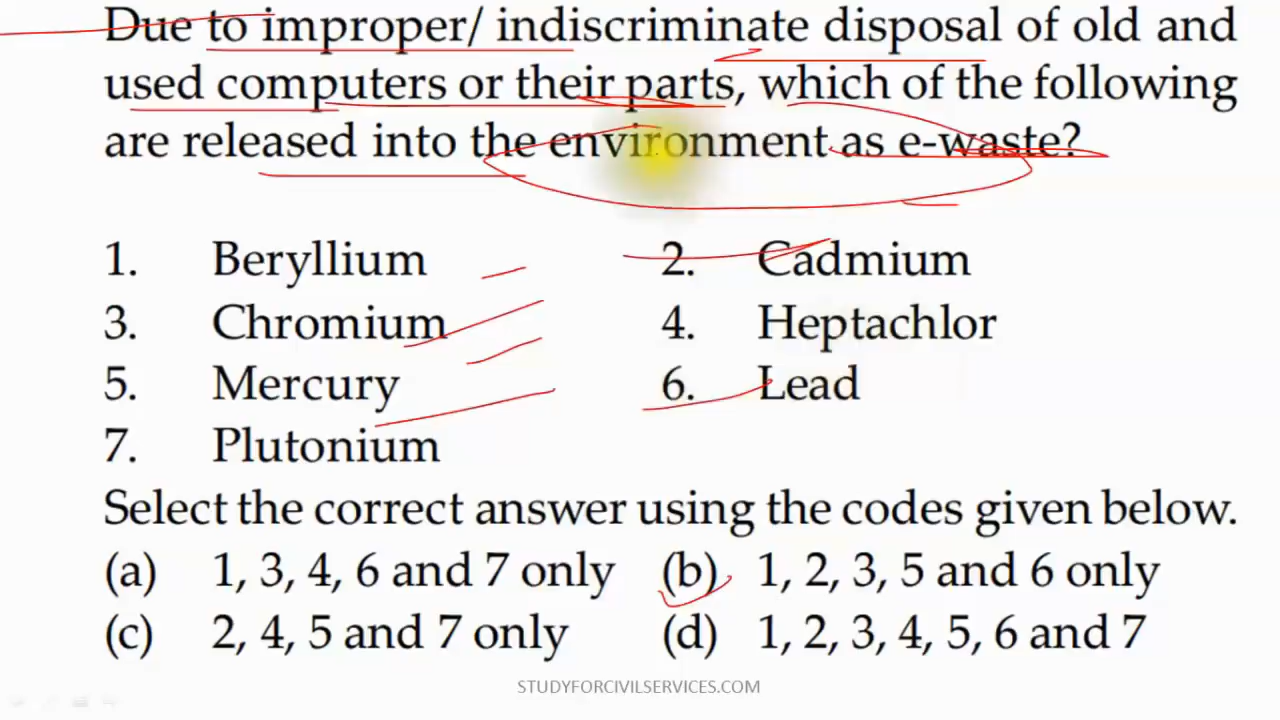 Due to improper/ indiscriminate disposal of old and
used computers or their parts, which of the following
are released into the environment as e-waste?
1. Beryllium 2. Cadmium
3. Chromium 4. Heptachlor
5. Mercury 6. Lead
7. Plutonium
Select the correct answer using the codes given below.
(a) 1, 3, 4, 6 and 7 only (b) 1, 2, 3, 5 and 6 only
(c) 2, 4, 5 and 7 only (d) 1, 2, 3, 4, 5, 6 and 7
STUDYFORCIVILSERVICES.COM